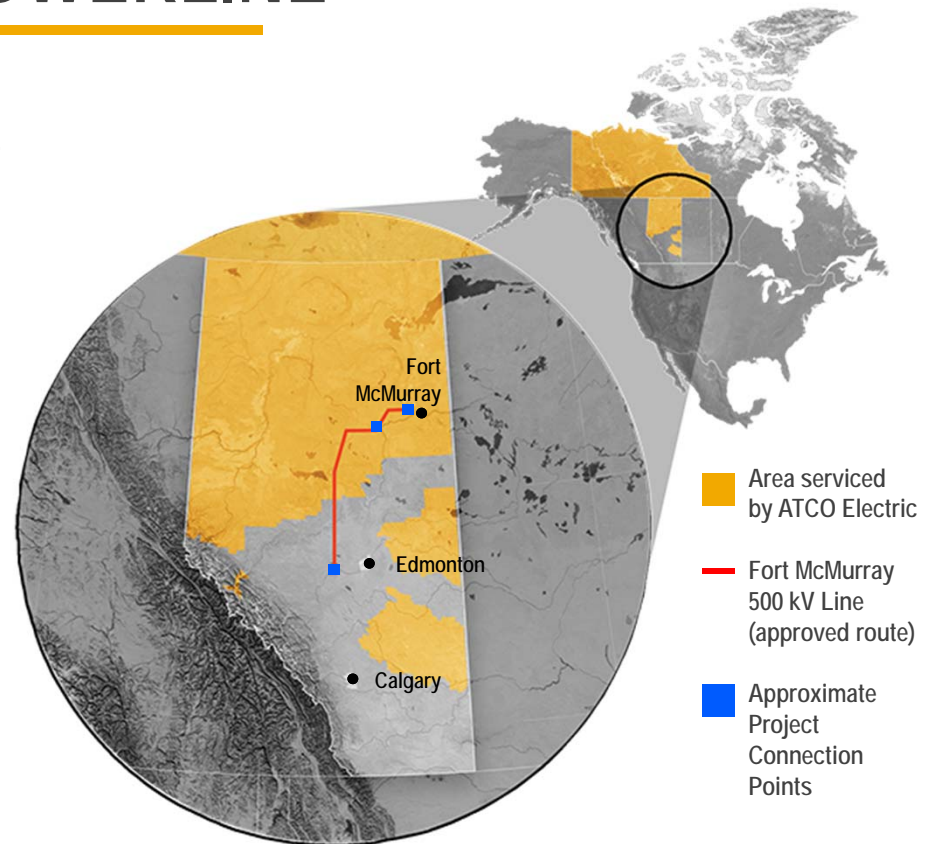 Fort
McMurray
Edmonton
Calgary
Area serviced
by ATCO Electric
Fort McMurray
500 kV Line
(approved route)
Approximate
Project
Connection
Points